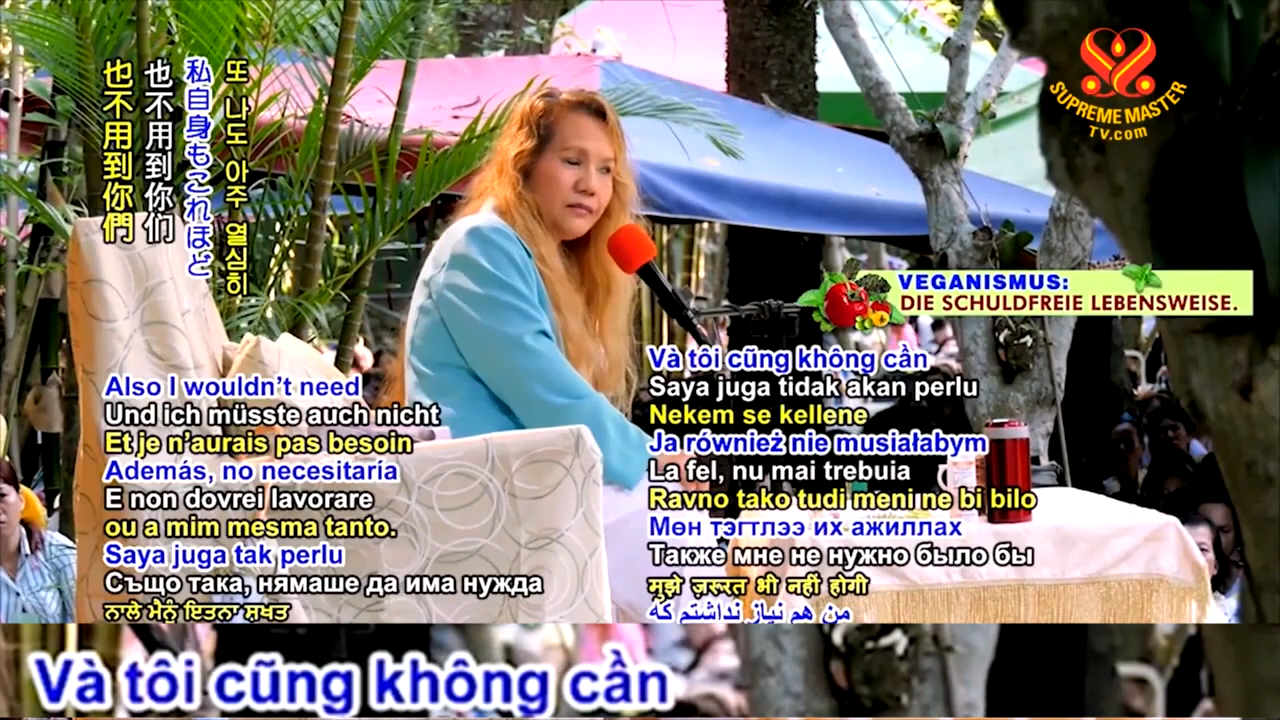 또 나도 아주 열심히
私自身もこれほど
也不用到你们
也不用到你們
SUPREME MASTER
TV.com
VEGANISMUS:
DIE SCHULDFREIE LEBENSWEISE.
Also I wouldn't need
Und ich müsste auch nicht
Et je n'aurais pas besoin
Además, no necesitaría
E non dovrei lavorare
ou a mim mesma tanto.
Saya juga tak perlu
Също така, нямаше да има нужда
ਨਾਲੇ ਮੈਨੂੰ ਇਤਨਾ ਸ਼ਖਤ
Và tôi cũng không cần
Saya juga tidak akan perlu
Nekem se kellene
Ja również nie musiałabym
La fel, nu mai trebuia
Ravno tako tudi meni ne bi bilo
Мөн тэгтлээ их ажиллах
Также мне не нужно было бы
मुझे ज़रूरत भी नहीं होगी
من هم نیاز نداشتم که
Và tôi cũng không cần